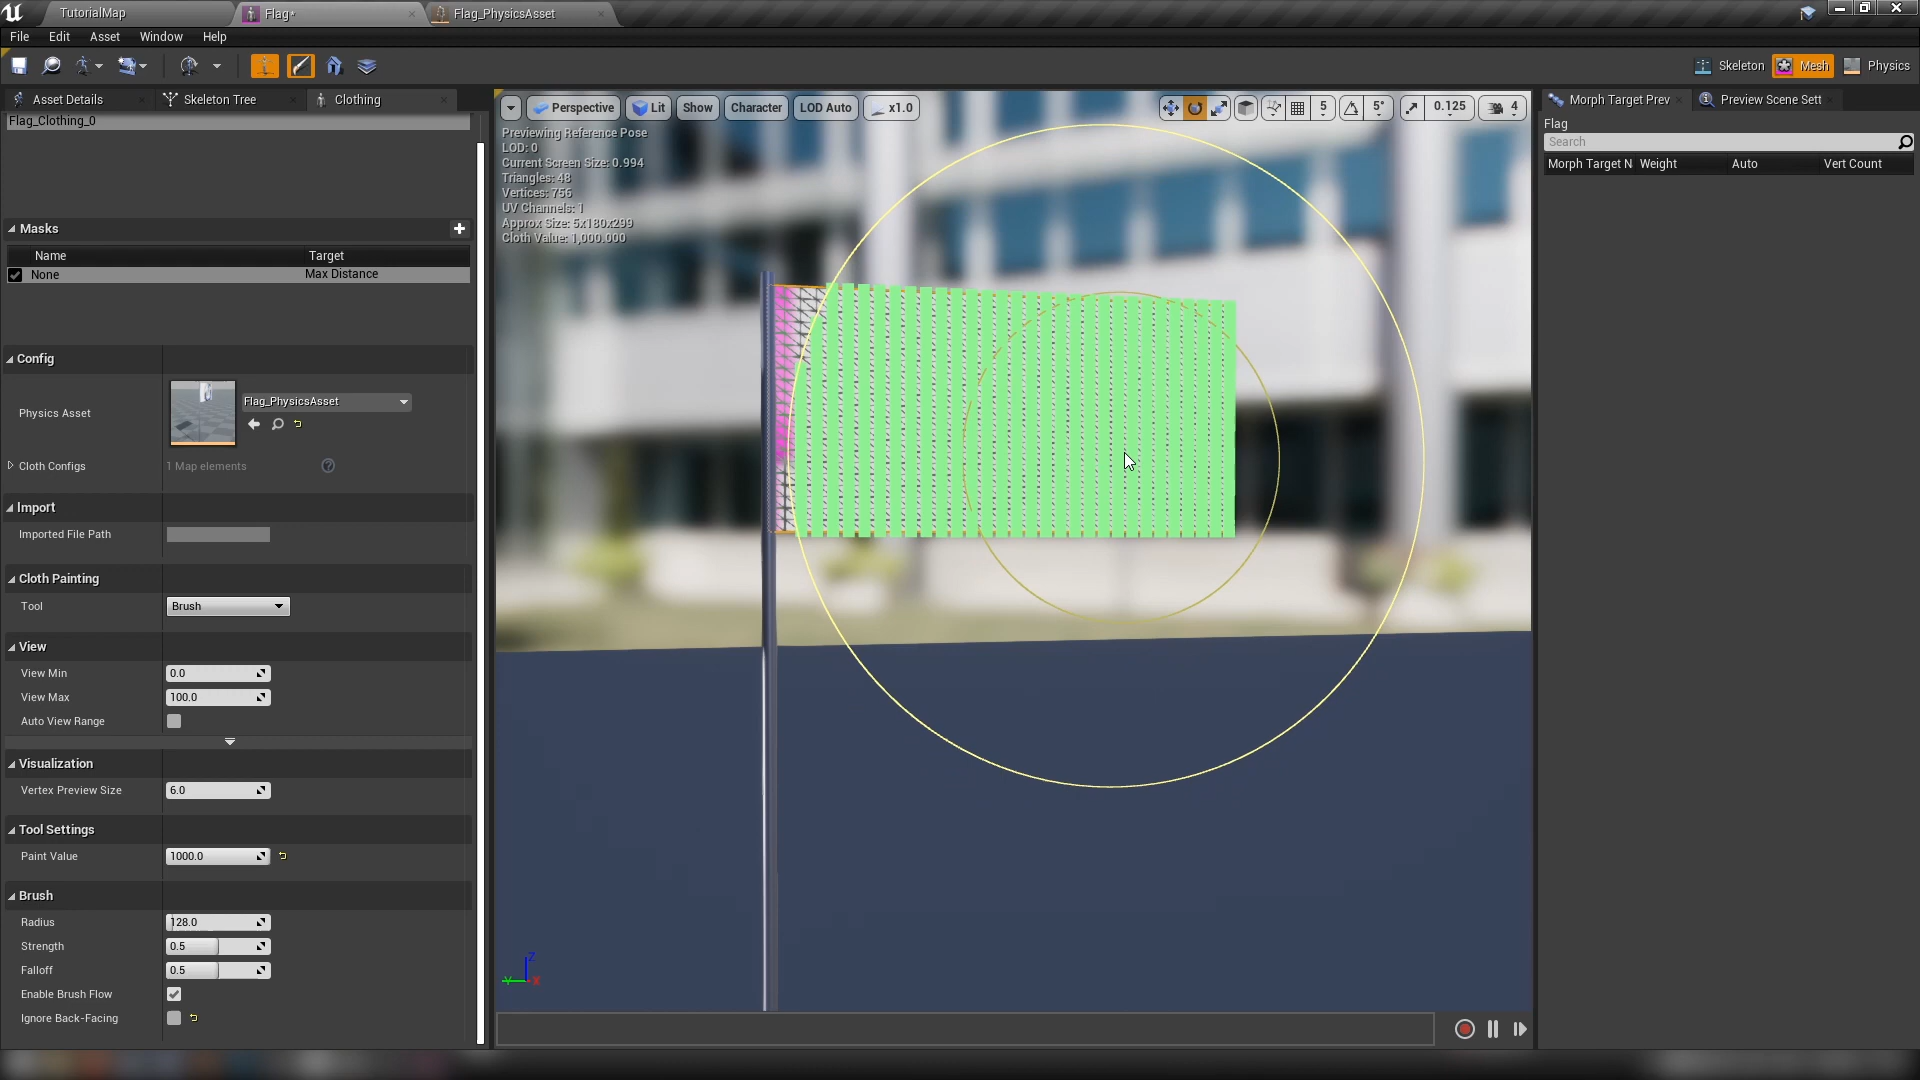 TutorialMap
Flag*
Flag_PhysicsAsset
File Edit Asset Window Help
Skeleton Mesh Physics
Asset Details
Skeleton Tree
Clothing
Flag_Clothing_0
Masks
Name Target
None Max Distance
Config
Physics Asset
Flag_PhysicsAsset
Cloth Configs 1 Map elements
Import
Imported File Path
Cloth Painting
Tool Brush
View
View Min 0.0
View Max 100.0
Auto View Range
Visualization
Vertex Preview Size 6.0
Tool Settings
Paint Value 1000.0
Brush
Radius 128.0
Strength 0.5
Falloff 0.5
Enable Brush Flow
Ignore Back-Facing
Perspective Lit Show Character LOD Auto x1.0
5 5° 0.125 4
Previewing Reference Pose
LOD: 0
Current Screen Size: 0.994
Triangles: 48
Vertices: 756
UV Channels: 1
Approx Size: 5x180x299
Cloth Value: 1,000.000
Z
Y
X
Morph Target Prev
Preview Scene Sett
Flag
Search
Morph Target N Weight Auto Vert Count